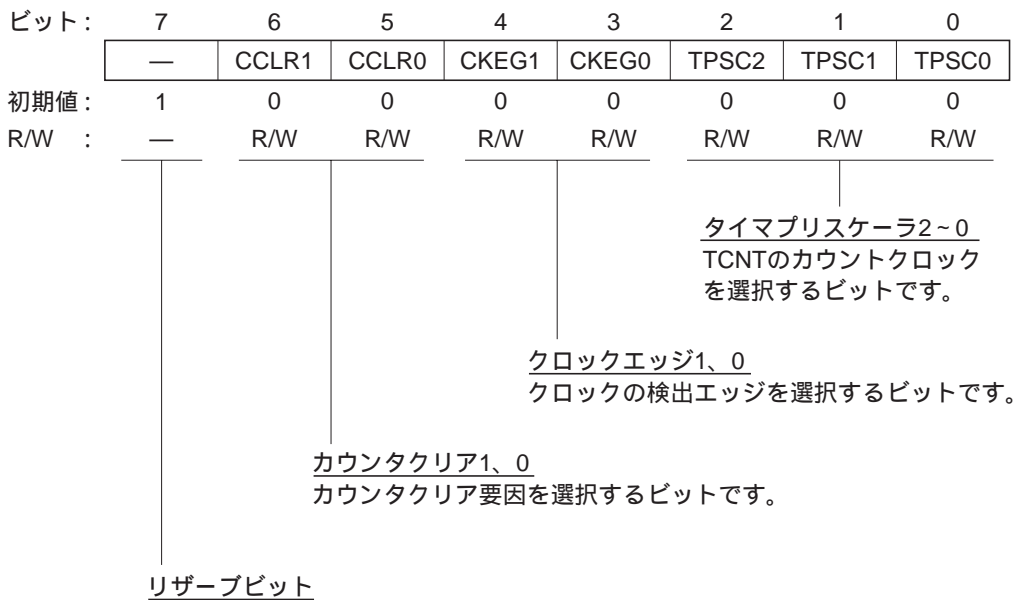 ビット: 7 6 5 4 3 2 1 0
— CCLR1 CCLR0 CKEG1 CKEG0 TPSC2 TPSC1 TPSC0
初期値: 1 0 0 0 0 0 0 0
R/W : — R/W R/W R/W R/W R/W R/W R/W
タイマプリスケーラ2~0
TCNTのカウントクロック
を選択するビットです。
クロックエッジ1、0
クロックの検出エッジを選択するビットです。
カウンタクリア1、0
カウンタクリア要因を選択するビットです。
リザーブビット